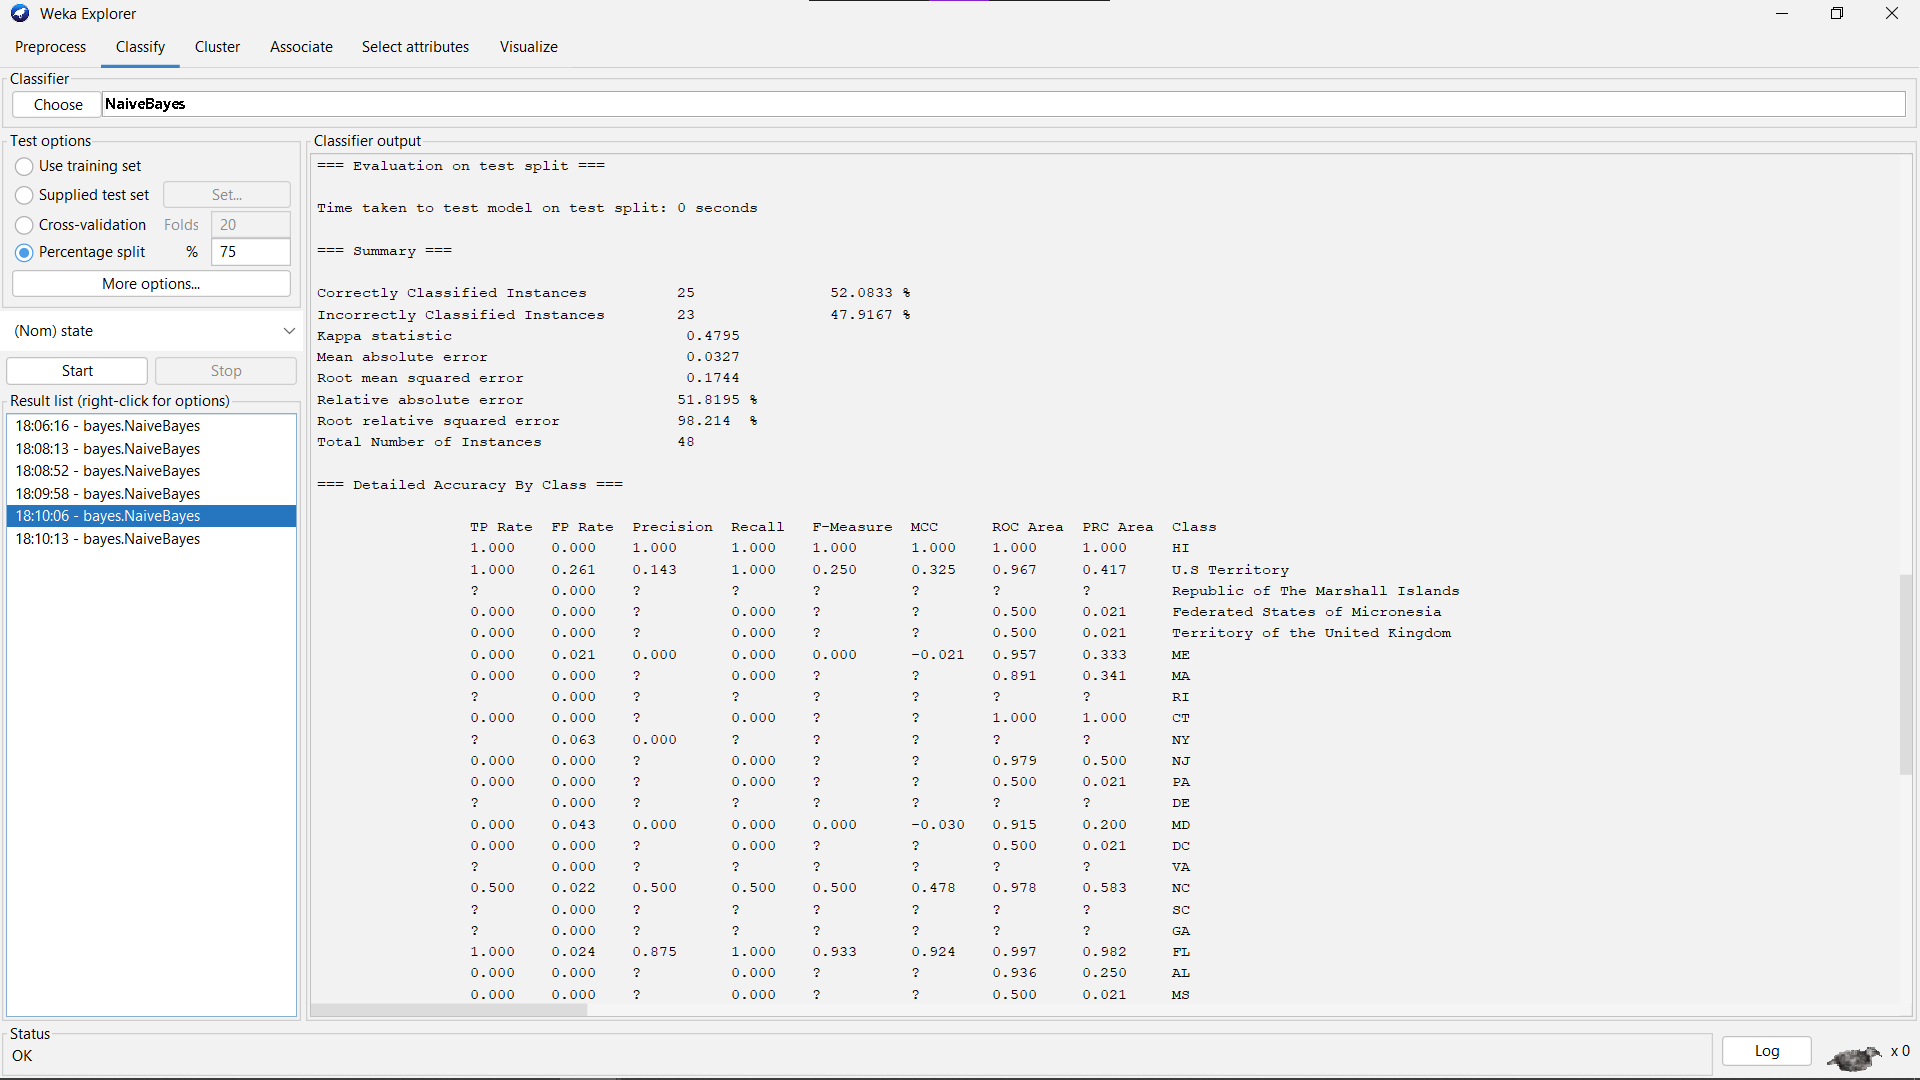 Weka Explorer
Preprocess Classify Cluster Associate Select attributes Visualize
Classifier
Choose NaiveBayes
Test options
Use training set
Supplied test set Set...
Cross-validation Folds 20
Percentage split % 75
More options...
(Nom) state
Start Stop
Result list (right-click for options)
18:06:16 - bayes.NaiveBayes
18:08:13 - bayes.NaiveBayes
18:08:52 - bayes.NaiveBayes
18:09:58 - bayes.NaiveBayes
18:10:06 - bayes.NaiveBayes
18:10:13 - bayes.NaiveBayes
Classifier output
=== Evaluation on test split ===
Time taken to test model on test split: 0 seconds
=== Summary ===
Correctly Classified Instances 25 52.0833 %
Incorrectly Classified Instances 23 47.9167 %
Kappa statistic 0.4795
Mean absolute error 0.0327
Root mean squared error 0.1744
Relative absolute error 51.8195 %
Root relative squared error 98.214 %
Total Number of Instances 48
=== Detailed Accuracy By Class ===
TP Rate FP Rate Precision Recall F-Measure MCC ROC Area PRC Area Class
1.000 0.000 1.000 1.000 1.000 1.000 1.000 1.000 HI
1.000 0.261 0.143 1.000 0.250 0.325 0.967 0.417 U.S Territory
? 0.000 ? ? ? ? ? ? Republic of The Marshall Islands
0.000 0.000 ? 0.000 ? ? 0.500 0.021 Federated States of Micronesia
0.000 0.000 ? 0.000 ? ? 0.500 0.021 Territory of the United Kingdom
0.000 0.021 0.000 0.000 0.000 -0.021 0.957 0.333 ME
0.000 0.000 ? 0.000 ? ? 0.891 0.341 MA
? 0.000 ? ? ? ? ? ? RI
0.000 0.000 ? 0.000 ? ? 1.000 1.000 CT
? 0.063 0.000 ? ? ? ? ? NY
0.000 0.000 ? 0.000 ? ? 0.979 0.500 NJ
0.000 0.000 ? 0.000 ? ? 0.500 0.021 PA
? 0.000 ? ? ? ? ? ? DE
0.000 0.043 0.000 0.000 0.000 -0.030 0.915 0.200 MD
0.000 0.000 ? 0.000 ? ? 0.500 0.021 DC
? 0.000 ? ? ? ? ? ? VA
0.500 0.022 0.500 0.500 0.500 0.478 0.978 0.583 NC
? 0.000 ? ? ? ? ? ? SC
? 0.000 ? ? ? ? ? ? GA
1.000 0.024 0.875 1.000 0.933 0.924 0.997 0.982 FL
0.000 0.000 ? 0.000 ? ? 0.936 0.250 AL
0.000 0.000 ? 0.000 ? ? 0.500 0.021 MS
Status
OK
Log
x 0